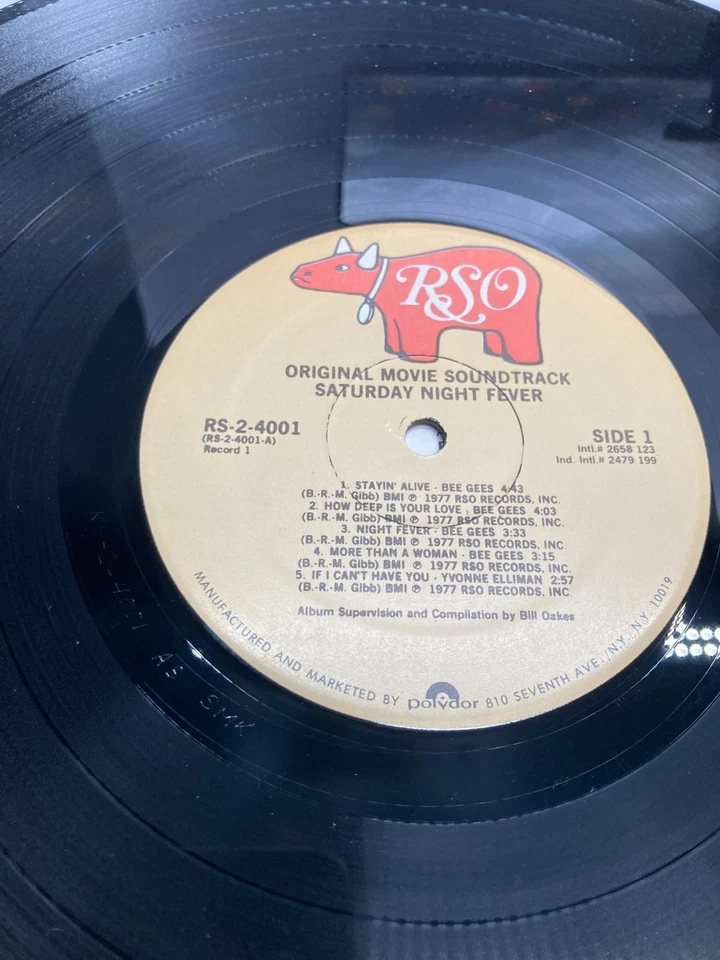 RSO
ORIGINAL MOVIE SOUNDTRACK
SATURDAY NIGHT FEVER
RS-2-4001
(RS-2-4001-A)
Record 1
SIDE 1
Intl.# 2658 123
Ind. Intl.# 2479 199
1. STAYIN' ALIVE - BEE GEES 4:43
(B.-R.-M. Gibb) BMI ℗ 1977 RSO RECORDS, INC.
2. HOW DEEP IS YOUR LOVE - BEE GEES 4:03
(B.-R.-M. Gibb) BMI ℗ 1977 RSO RECORDS, INC.
3. NIGHT FEVER - BEE GEES 3:33
(B.-R.-M. Gibb) BMI ℗ 1977 RSO RECORDS, INC
4. MORE THAN A WOMAN - BEE GEES 3:15
(B.-R.-M. Gibb) BMI ℗ 1977 RSO RECORDS, INC.
5. IF I CAN'T HAVE YOU - YVONNE ELLIMAN 2:57
(B.-R.-M. Gibb) BMI ℗ 1977 RSO RECORDS, INC.
Album Supervision and Compilation by Bill Oakes
MANUFACTURED AND MARKETED BY polydor 810 SEVENTH AVE., N.Y., N.Y. 10019